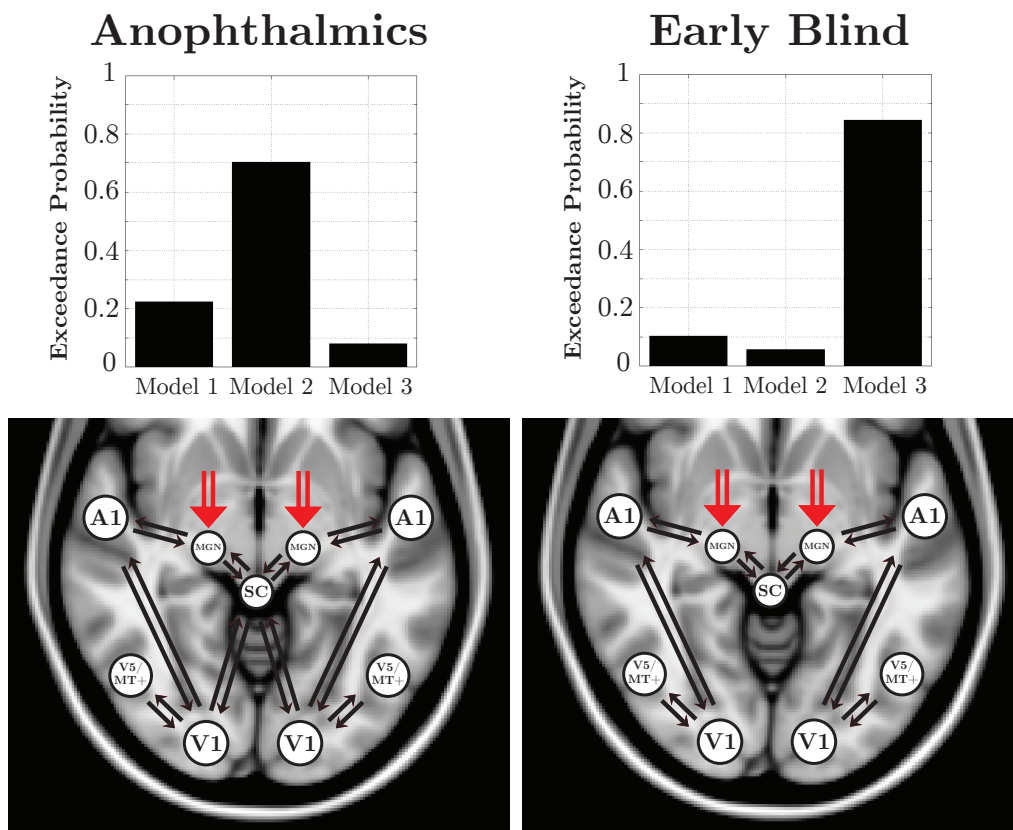 Anophthalmics
Exceedance Probability
1
0.8
0.6
0.4
0.2
0
Model 1 Model 2 Model 3
Early Blind
Exceedance Probability
1
0.8
0.6
0.4
0.2
0
Model 1 Model 2 Model 3
A1 A1
MGN MGN
SC
V5/
MT+
V5/
MT+
V1 V1
A1 A1
MGN MGN
SC
V5/
MT+
V5/
MT+
V1 V1